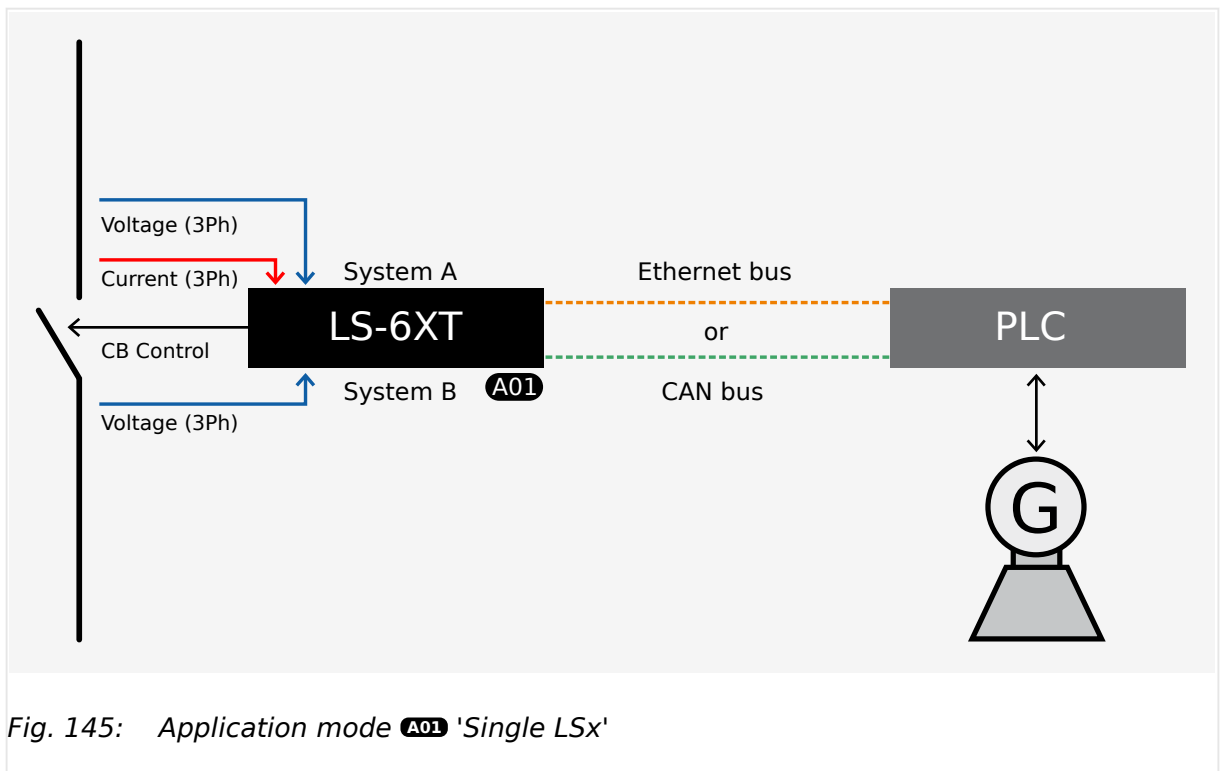 Voltage (3Ph)
Current (3Ph)
System A
Ethernet bus
LS-6XT
or
PLC
CB Control
System B
A01
CAN bus
Voltage (3Ph)
G
Fig. 145: Application mode A01 'Single LSx'